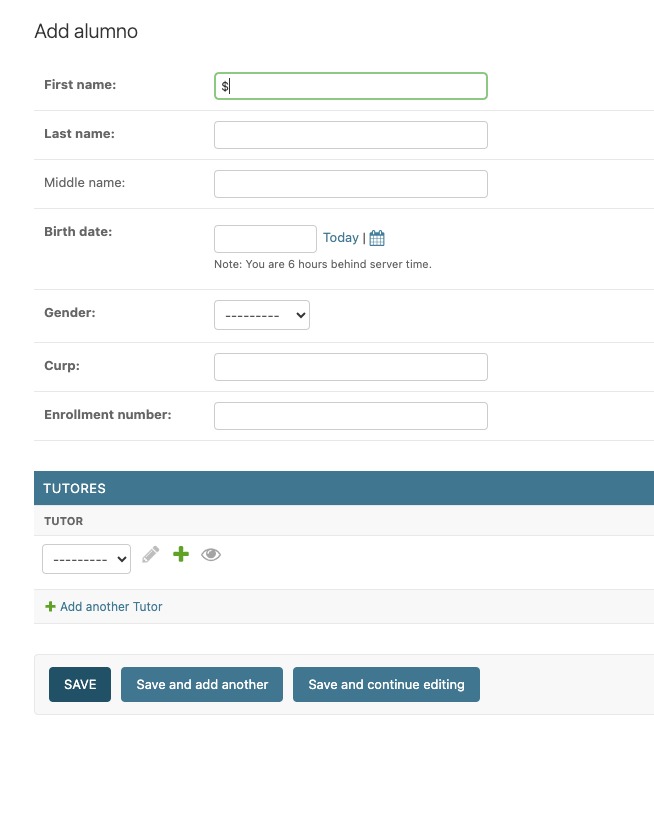 Add alumno
First name: $
Last name:
Middle name:
Birth date: Today |
Note: You are 6 hours behind server time.
Gender: ---------
Curp:
Enrollment number:
TUTORES
TUTOR
---------
Add another Tutor
SAVE Save and add another Save and continue editing